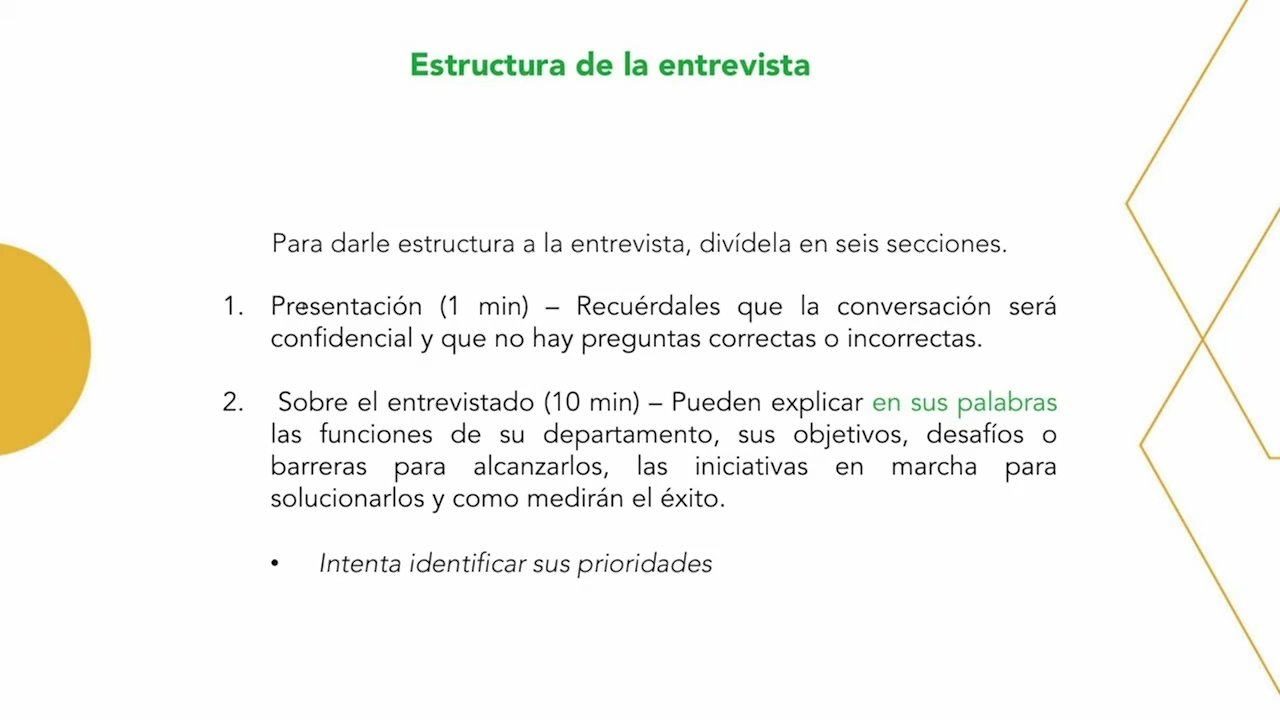 Estructura de la entrevista
Para darle estructura a la entrevista, divídela en seis secciones.
1. Presentación (1 min) – Recuérdales que la conversación será
confidencial y que no hay preguntas correctas o incorrectas.
2. Sobre el entrevistado (10 min) – Pueden explicar en sus palabras
las funciones de su departamento, sus objetivos, desafíos o
barreras para alcanzarlos, las iniciativas en marcha para
solucionarlos y como medirán el éxito.
• Intenta identificar sus prioridades